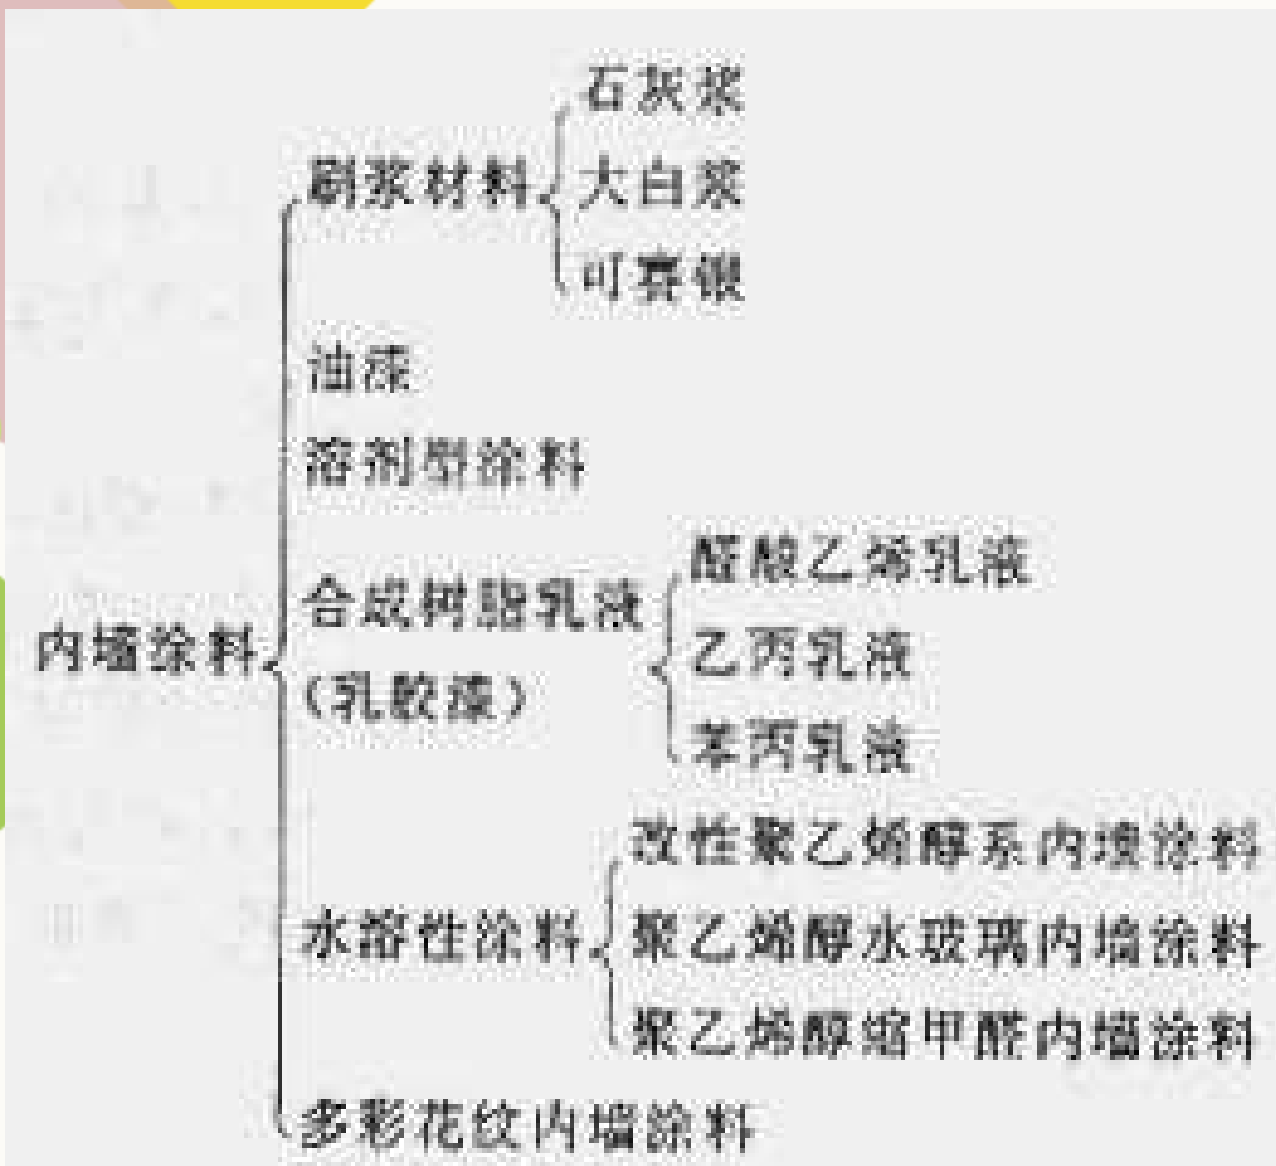 石灰浆
刷浆材料
大白浆
可赛银
油漆
溶剂型涂料
合成树脂乳液
(乳胶漆)
醛酸乙烯乳液
乙丙乳液
苯丙乳液
内墙涂料
水溶性涂料
改性聚乙烯醇系内墙涂料
聚乙烯醇水玻璃内墙涂料
聚乙烯醇缩甲醛内墙涂料
多彩花纹内墙涂料